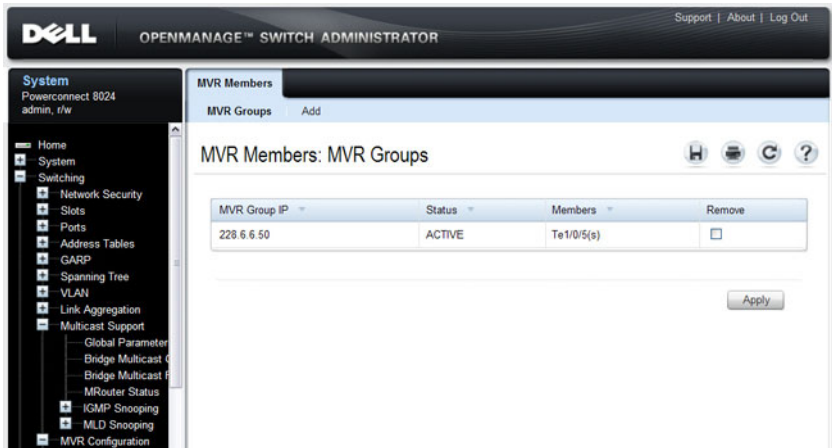 Support | About | Log Out
DELL
OPENMANAGE™ SWITCH ADMINISTRATOR
System
Powerconnect 8024
admin, r/w
Home
System
Switching
Network Security
Slots
Ports
Address Tables
GARP
Spanning Tree
VLAN
Link Aggregation
Multicast Support
Global Parameter
Bridge Multicast
Bridge Multicast
MRouter Status
IGMP Snooping
MLD Snooping
MVR Configuration
MVR Members
MVR Groups Add
MVR Members: MVR Groups
MVR Group IP Status Members Remove
228.6.6.50 ACTIVE Te1/0/5(s)
Apply